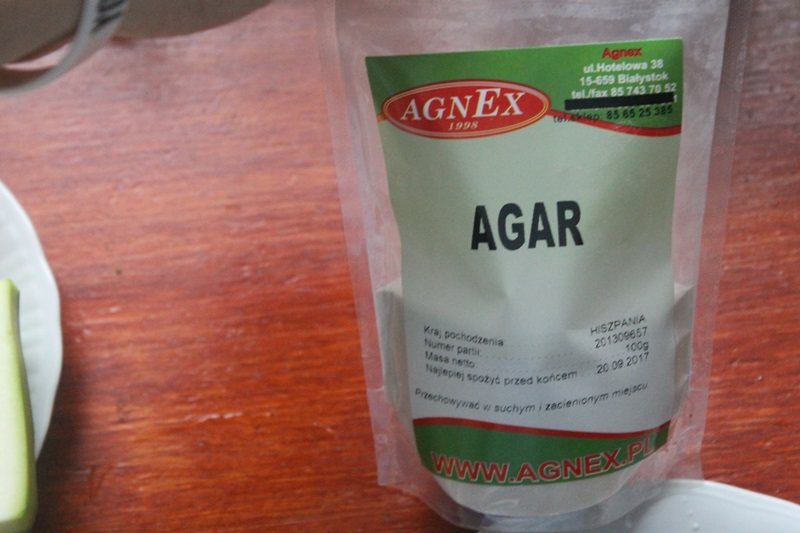 Agnex
ul.Hotelowa 38
15-659 Białystok
tel./fax 85 743 70 52
tel.sklep: 85 65 25 385
AGNEX
1998
AGAR
Kraj pochodzenia HISZPANIA
Numer partii: 201309657
Masa netto 100g
Najlepiej spożyć przed końcem 20 09 2017
Przechowywać w suchym i zacienionym miejscu
WWW.AGNEX.PL